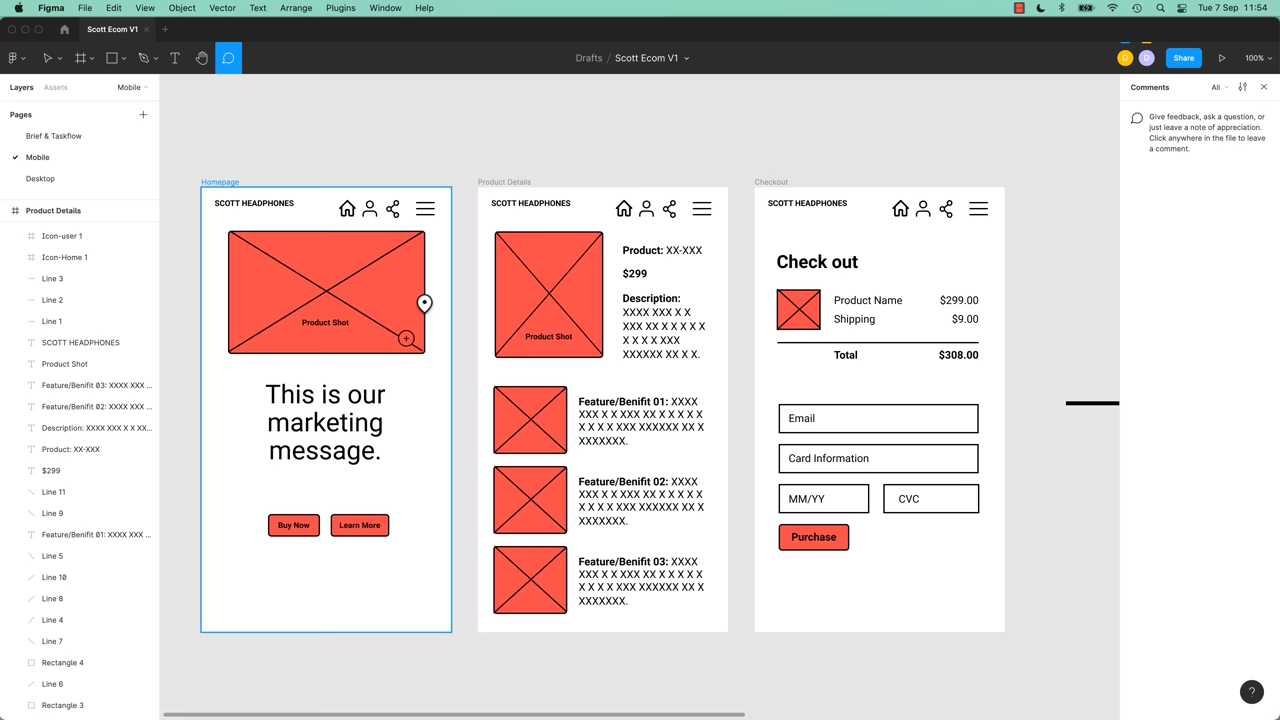 Figma File Edit View Object Vector Text Arrange Plugins Window Help Tue 7 Sep 11:54
Scott Ecom V1
Drafts / Scott Ecom V1
D D Share 100%
Layers Assets Mobile
Pages
Brief & Taskflow
Mobile
Desktop
Product Details
Icon-user 1
Icon-Home 1
Line 3
Line 2
Line 1
SCOTT HEADPHONES
Product Shot
Feature/Benifit 03: XXXX XXX ...
Feature/Benifit 02: XXXX XXX ...
Description: XXXX XXX X X XX...
Product: XX-XXX
$299
Line 11
Line 9
Feature/Benifit 01: XXXX XXX ...
Line 5
Line 10
Line 8
Line 4
Line 7
Rectangle 4
Line 6
Rectangle 3
Homepage
SCOTT HEADPHONES
Product Shot
This is our
marketing
message.
Buy Now Learn More
Product Details
SCOTT HEADPHONES
Product Shot
Product: XX-XXX
$299
Description:
XXXX XXX X X
XXX XX X X X X X
X X X X XXX
XXXXXX XX X X.
Feature/Benifit 01: XXXX
XXX X X XXX XX X X X X X
X X X X XXX XXXXXX XX X
XXXXXXX.
Feature/Benifit 02: XXXX
XXX X X XXX XX X X X X X
X X X X XXX XXXXXX XX X
XXXXXXX.
Feature/Benifit 03: XXXX
XXX X X XXX XX X X X X X
X X X X XXX XXXXXX XX X
XXXXXXX.
Checkout
SCOTT HEADPHONES
Check out
Product Name $299.00
Shipping $9.00
Total $308.00
Email
Card Information
MM/YY CVC
Purchase
Comments All
Give feedback, ask a question, or
just leave a note of appreciation.
Click anywhere in the file to leave
a comment.
?